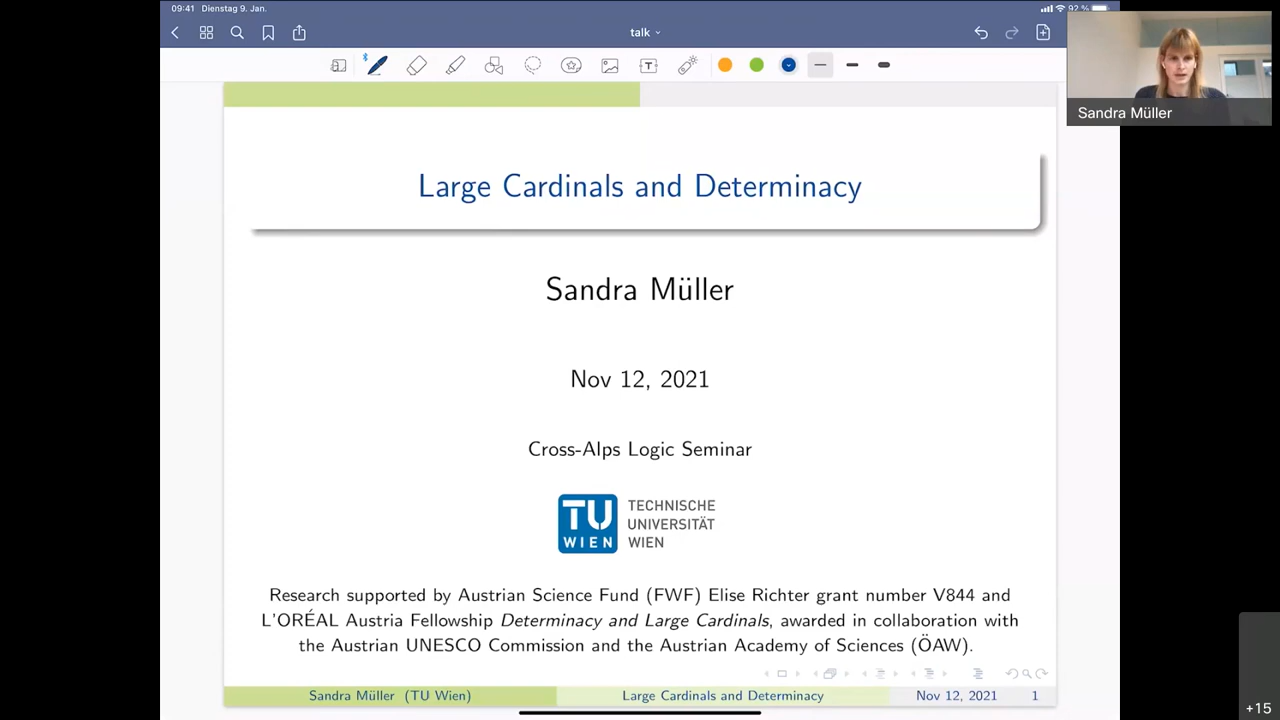 09:41 Dienstag 9. Jan.
92 %
talk
T
Sandra Müller
Large Cardinals and Determinacy
Sandra Müller
Nov 12, 2021
Cross-Alps Logic Seminar
TU
WIEN
TECHNISCHE
UNIVERSITÄT
WIEN
Research supported by Austrian Science Fund (FWF) Elise Richter grant number V844 and
L'ORÉAL Austria Fellowship Determinacy and Large Cardinals, awarded in collaboration with
the Austrian UNESCO Commission and the Austrian Academy of Sciences (ÖAW).
Sandra Müller (TU Wien) Large Cardinals and Determinacy Nov 12, 2021 1
+15